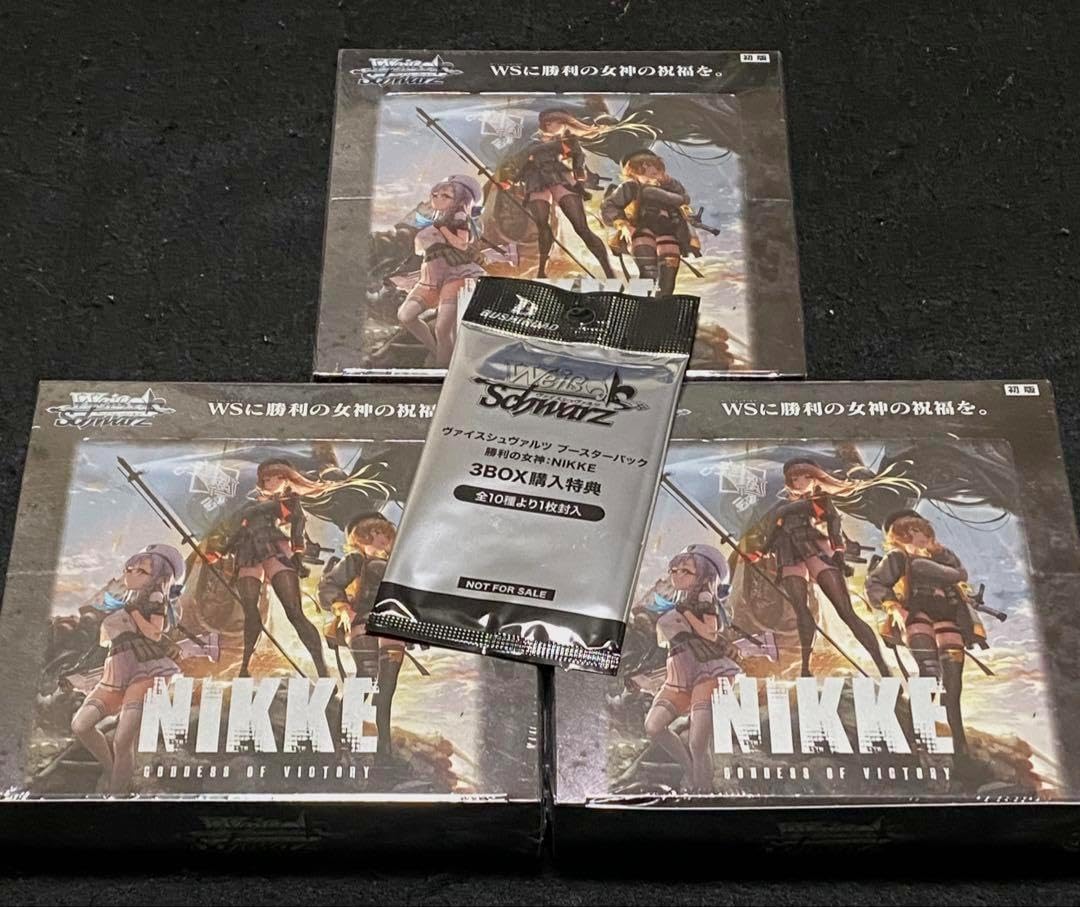 Weiß
Schwarz
WSに勝利の女神の祝福を。
初版
BUSHIROAD
Weiß
Schwarz
ヴァイスシュヴァルツ ブースターパック
勝利の女神:NIKKE
3BOX購入特典
全10種より1枚封入
NOT FOR SALE
Weiß
Schwarz
WSに勝利の女神の祝福
NIKKE
GODDESS OF VICTORY
WSに勝利の女神の祝福を。
初版
NIKKE
GODDESS OF VICTORY
Weiß
Schwarz
Weiß
Schwarz